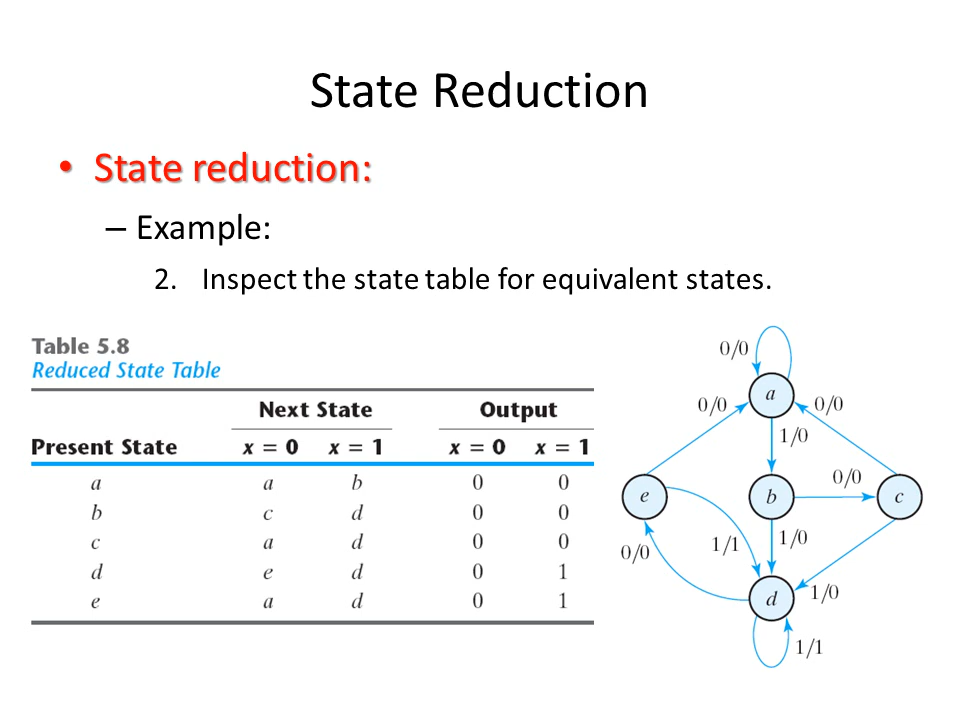 State Reduction
• State reduction:
– Example:
2. Inspect the state table for equivalent states.
Table 5.8
Reduced State Table
Next State Output
Present State x = 0 x = 1 x = 0 x = 1
a a b 0 0
b c d 0 0
c a d 0 0
d e d 0 1
e a d 0 1
0/0
a
0/0
0/0
1/0
0/0
e
b
c
0/0
1/1
1/0
d
1/0
1/1